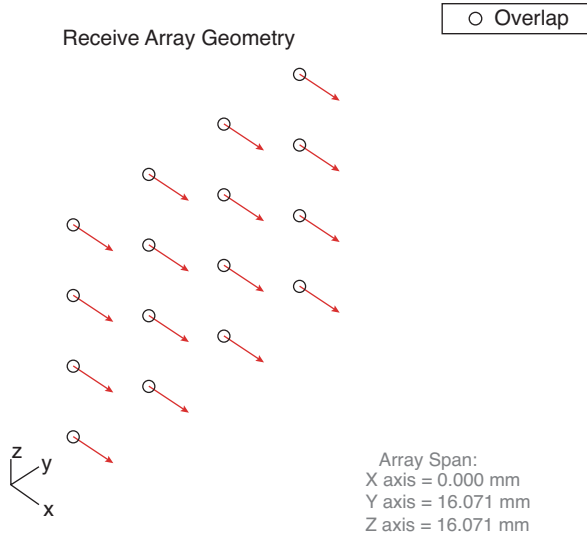 Overlap
Receive Array Geometry
z
y
x
Array Span:
X axis = 0.000 mm
Y axis = 16.071 mm
Z axis = 16.071 mm